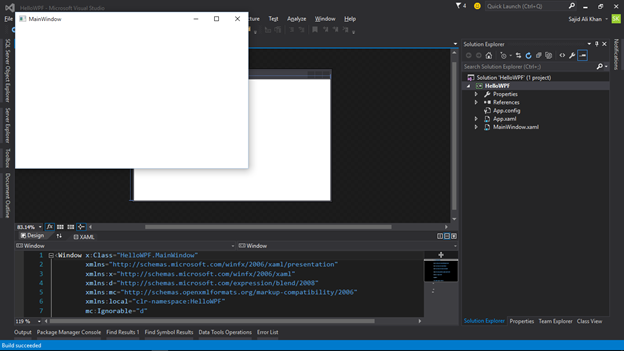 HelloWPF - Microsoft Visual Studio
Quick Launch (Ctrl+Q)
MainWindow
File
Test Analyze Window Help
Sajid Ali Khan
SQL Server Object Explorer
Server Explorer
Toolbox
Document Outline
Notifications
Solution Explorer
Search Solution Explorer (Ctrl+;)
Solution 'HelloWPF' (1 project)
HelloWPF
Properties
References
App.config
App.xaml
MainWindow.xaml
83.14%
Design
XAML
Window
Window
1 <Window x:Class="HelloWPF.MainWindow"
2 xmlns="http://schemas.microsoft.com/winfx/2006/xaml/presentation"
3 xmlns:x="http://schemas.microsoft.com/winfx/2006/xaml"
4 xmlns:d="http://schemas.microsoft.com/expression/blend/2008"
5 xmlns:mc="http://schemas.openxmlformats.org/markup-compatibility/2006"
6 xmlns:local="clr-namespace:HelloWPF"
7 mc:Ignorable="d"
119 %
Solution Explorer Properties Team Explorer Class View
Output Package Manager Console Find Results 1 Find Symbol Results Data Tools Operations Error List
Build succeeded